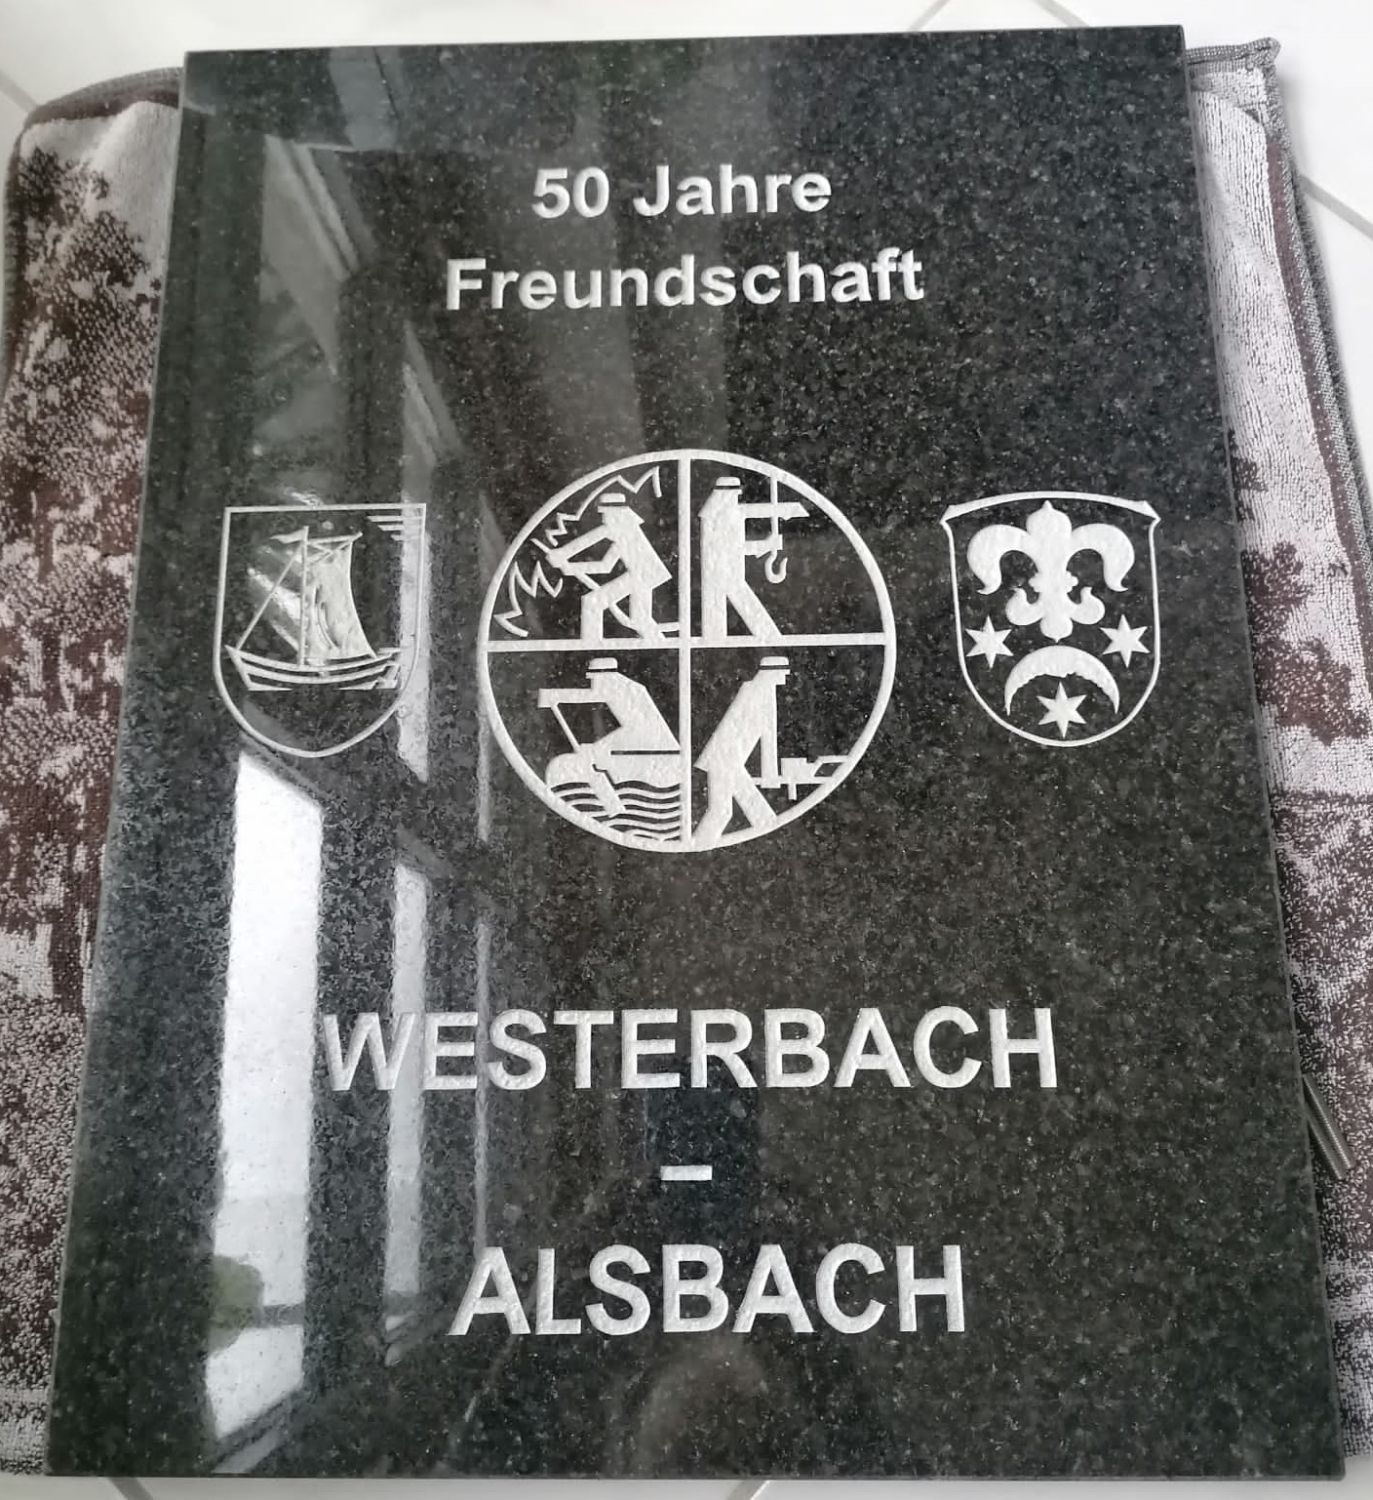 50 Jahre
Freundschaft
WESTERBACH
–
ALSBACH